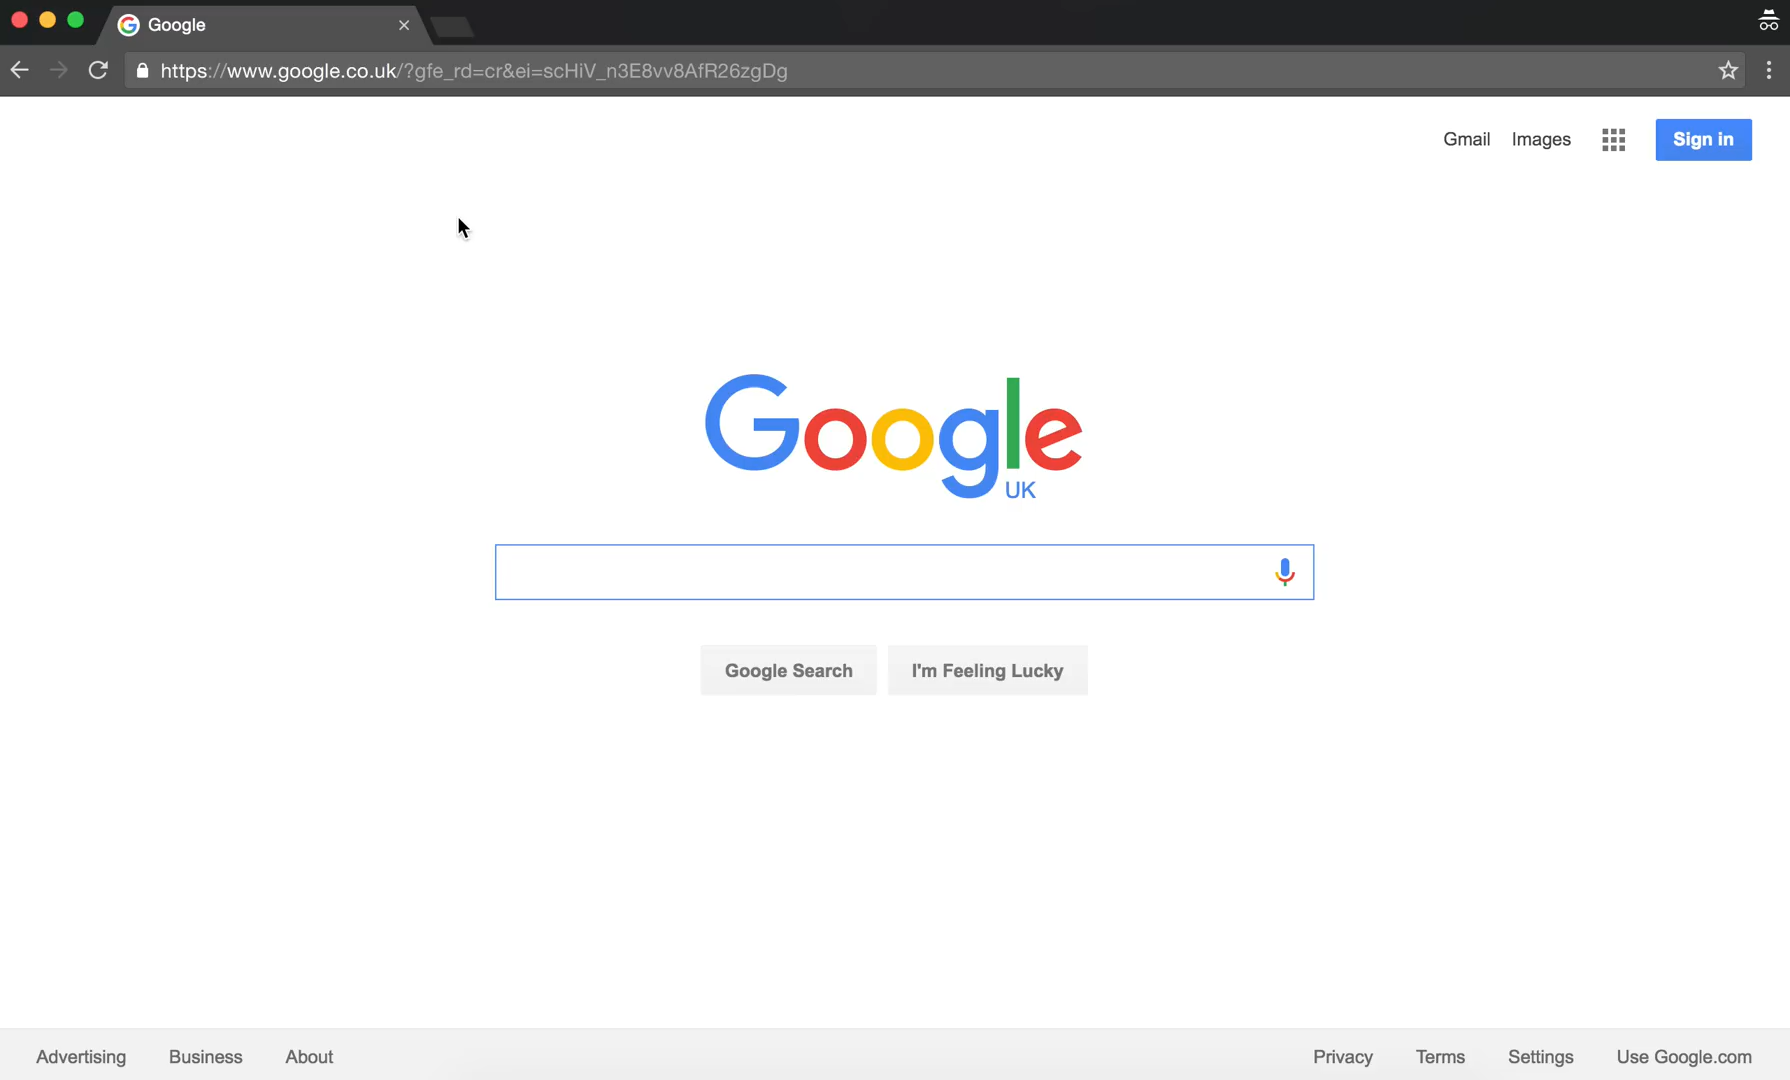 Google
https://www.google.co.uk/?gfe_rd=cr&ei=scHiV_n3E8vv8AfR26zgDg
Gmail Images Sign in
Google
UK
Google Search I'm Feeling Lucky
Advertising Business About Privacy Terms Settings Use Google.com